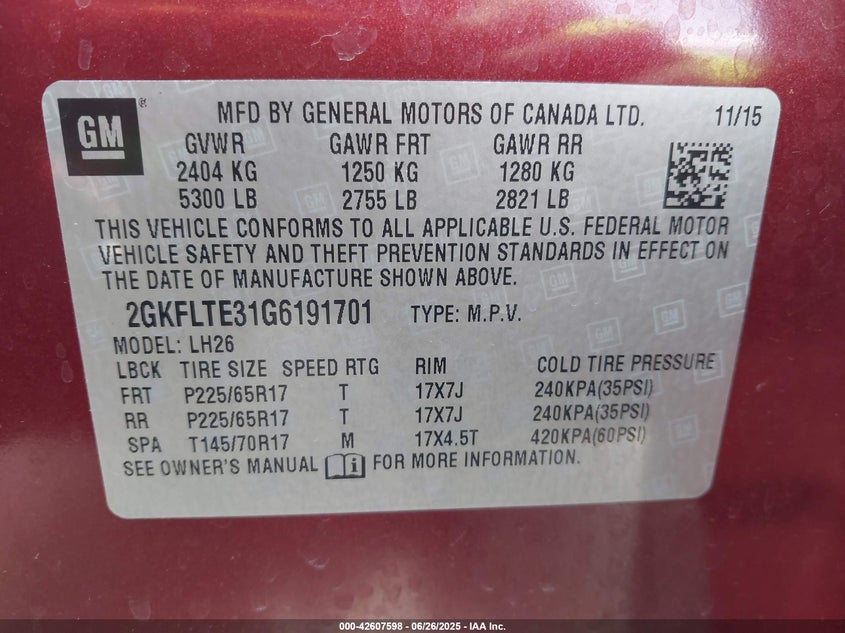 GM
MFD BY GENERAL MOTORS OF CANADA LTD. 11/15
GVWR GAWR FRT GAWR RR
2404 KG 1250 KG 1280 KG
5300 LB 2755 LB 2821 LB
THIS VEHICLE CONFORMS TO ALL APPLICABLE U.S. FEDERAL MOTOR
VEHICLE SAFETY AND THEFT PREVENTION STANDARDS IN EFFECT ON
THE DATE OF MANUFACTURE SHOWN ABOVE.
2GKFLTE31G6191701 TYPE: M.P.V.
MODEL: LH26
LBCK TIRE SIZE SPEED RTG RIM COLD TIRE PRESSURE
FRT P225/65R17 T 17X7J 240KPA(35PSI)
RR P225/65R17 T 17X7J 240KPA(35PSI)
SPA T145/70R17 M 17X4.5T 420KPA(60PSI)
SEE OWNER'S MANUAL FOR MORE INFORMATION.
000-42607598 - 06/26/2025 - IAA Inc.